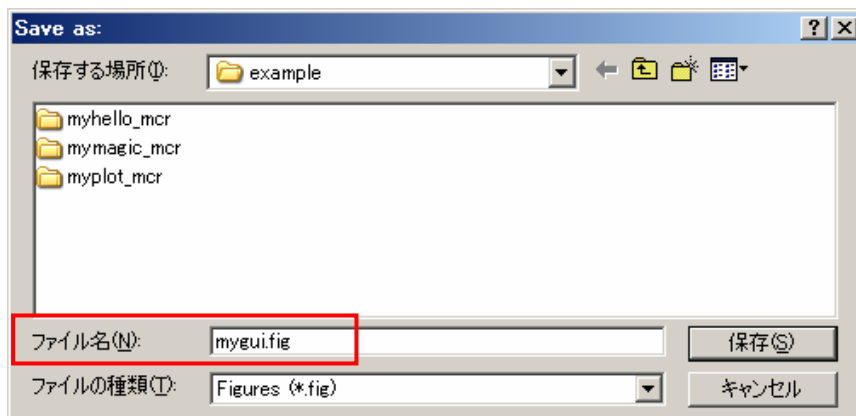 Save as:
保存する場所(I):
example
myhello_mcr
mymagic_mcr
myplot_mcr
ファイル名(N):
mygui.fig
保存(S)
ファイルの種類(T):
Figures (*.fig)
キャンセル